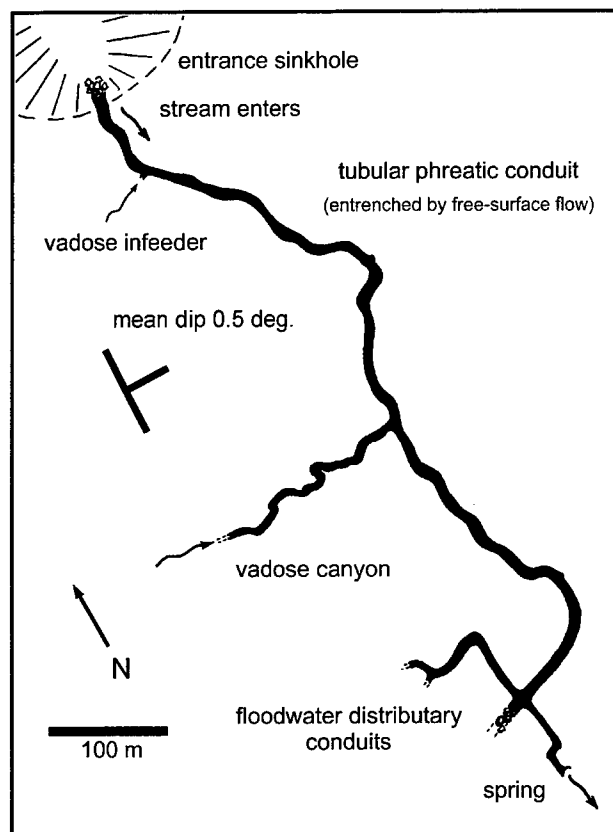 entrance sinkhole
stream enters
tubular phreatic conduit
(entrenched by free-surface flow)
vadose infeeder
mean dip 0.5 deg.
vadose canyon
N
floodwater distributary
conduits
100 m
spring